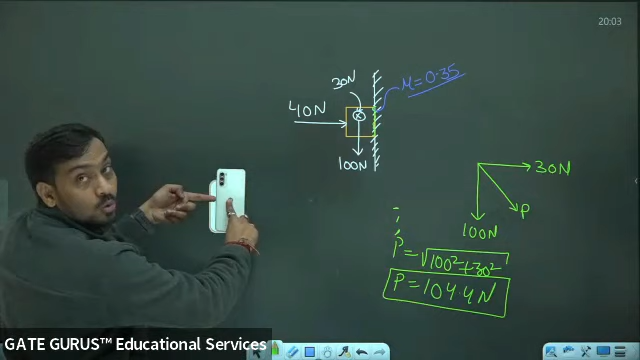 20:03
30N
μ = 0.35
40N
100N
30N
P
100N
P = √100²+30²
P = 104.4N
GATE GURUS™ Educational Services